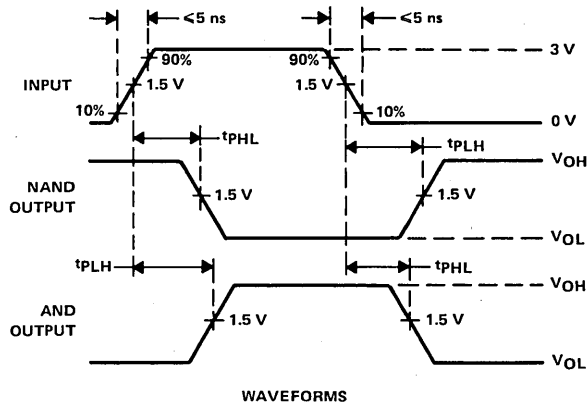 ≤5 ns ≤5 ns
90% 90% 3 V
INPUT 1.5 V 1.5 V
10% 10% 0 V
tPHL tPLH
VOH
NAND
OUTPUT 1.5 V 1.5 V
VOL
tPLH tPHL
VOH
AND
OUTPUT 1.5 V 1.5 V
VOL
WAVEFORMS